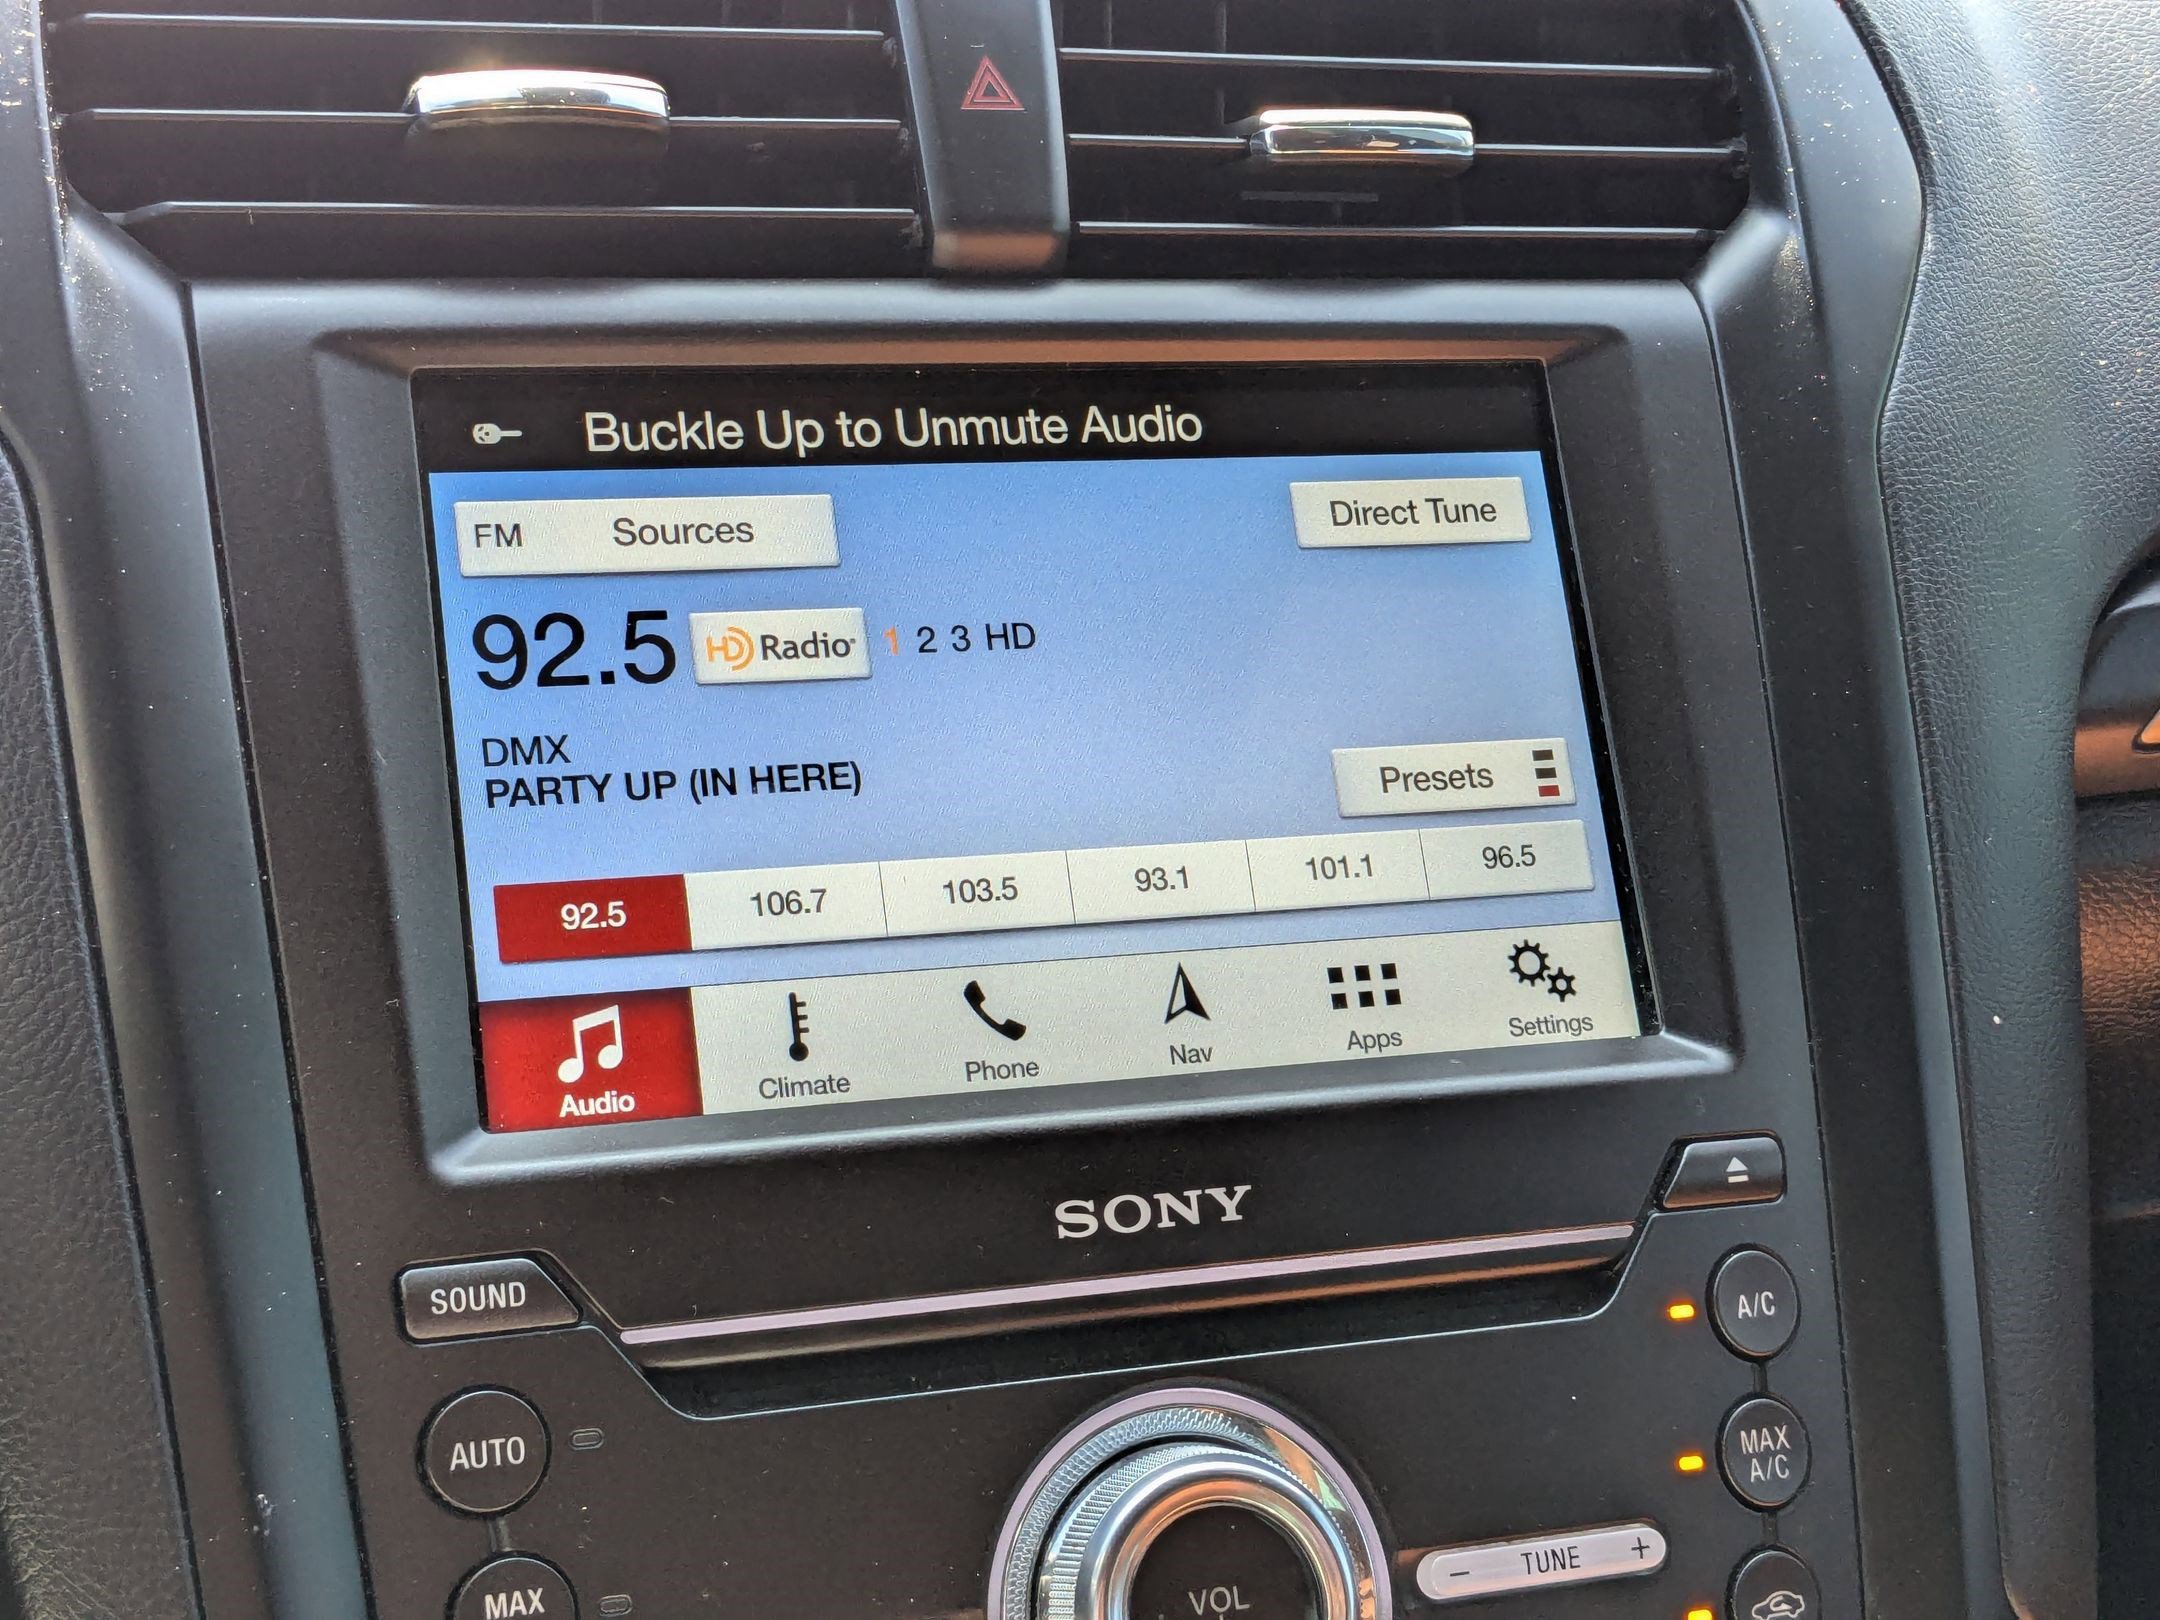 Buckle Up to Unmute Audio
FM Sources
Direct Tune
92.5 HD Radio 1 2 3 HD
DMX
PARTY UP (IN HERE)
Presets
92.5 106.7 103.5 93.1 101.1 96.5
Audio Climate Phone Nav Apps Settings
SONY
SOUND
A/C
AUTO
MAX
A/C
- TUNE +
MAX
VOL